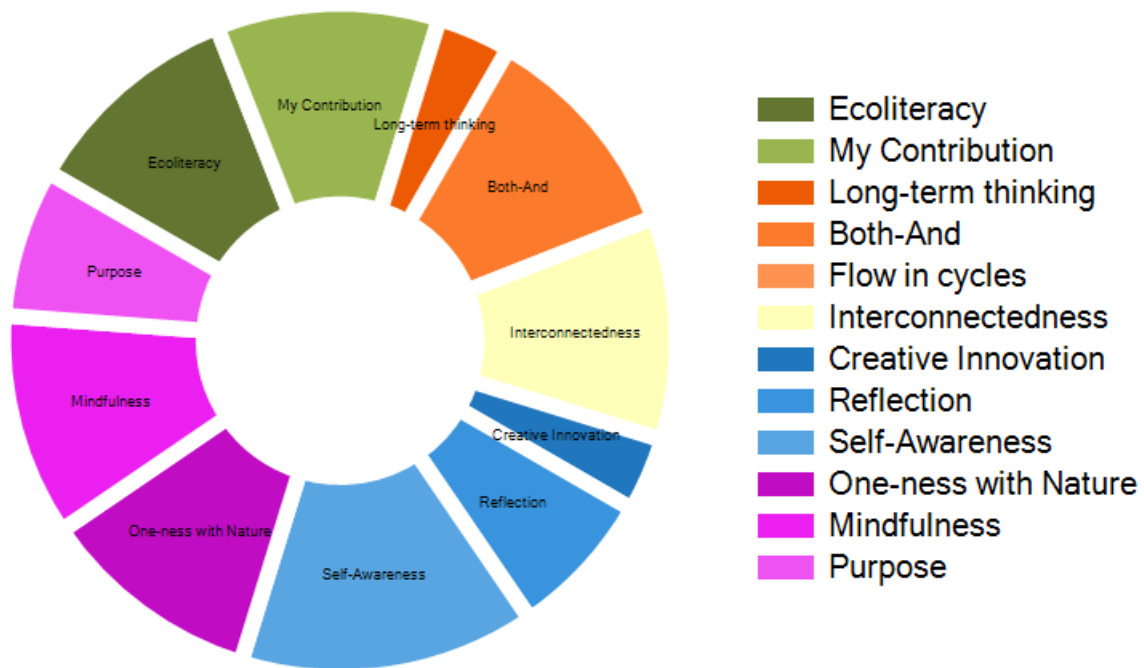 My Contribution
Long-term thinking
Ecoliteracy
Both-And
Purpose
Interconnectedness
Mindfulness
Creative Innovation
Reflection
One-ness with Nature
Self-Awareness
Ecoliteracy
My Contribution
Long-term thinking
Both-And
Flow in cycles
Interconnectedness
Creative Innovation
Reflection
Self-Awareness
One-ness with Nature
Mindfulness
Purpose